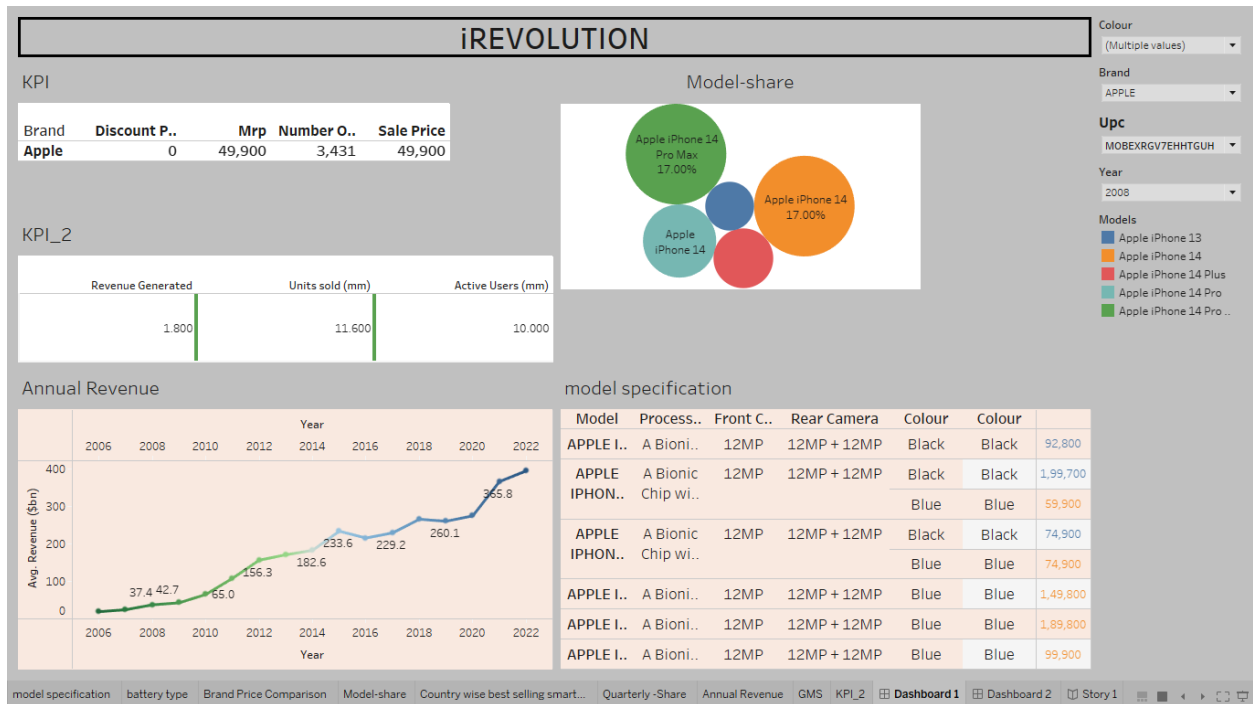 iREVOLUTION
KPI
Brand Discount P.. Mrp Number O.. Sale Price
Apple 0 49,900 3,431 49,900
KPI_2
Revenue Generated Units sold (mm) Active Users (mm)
1.800 11.600 10.000
Model-share
Apple iPhone 14
Pro Max
17.00%
Apple iPhone 14
17.00%
Apple
iPhone 14
Colour
(Multiple values)
Brand
APPLE
Upc
MOBEXRGV7EHHTGUH
Year
2008
Models
Apple iPhone 13
Apple iPhone 14
Apple iPhone 14 Plus
Apple iPhone 14 Pro
Apple iPhone 14 Pro ..
Annual Revenue
Year
2006 2008 2010 2012 2014 2016 2018 2020 2022
Avg. Revenue ($bn)
400
300
200
100
0
37.4 42.7 65.0 156.3 182.6 233.6 229.2 260.1 365.8
2006 2008 2010 2012 2014 2016 2018 2020 2022
Year
model specification
Model Process.. Front C.. Rear Camera Colour Colour
APPLE I.. A Bioni.. 12MP 12MP + 12MP Black Black 92,800
APPLE A Bionic 12MP 12MP + 12MP Black Black 1,99,700
IPHON.. Chip wi..
Blue Blue 59,900
APPLE A Bionic 12MP 12MP + 12MP Black Black 74,900
IPHON.. Chip wi..
Blue Blue 74,900
APPLE I.. A Bioni.. 12MP 12MP + 12MP Blue Blue 1,49,800
APPLE I.. A Bioni.. 12MP 12MP + 12MP Blue Blue 1,89,800
APPLE I.. A Bioni.. 12MP 12MP + 12MP Blue Blue 99,900
model specification battery type Brand Price Comparison Model-share Country wise best selling smart... Quarterly -Share Annual Revenue GMS KPI_2 Dashboard 1 Dashboard 2 Story 1